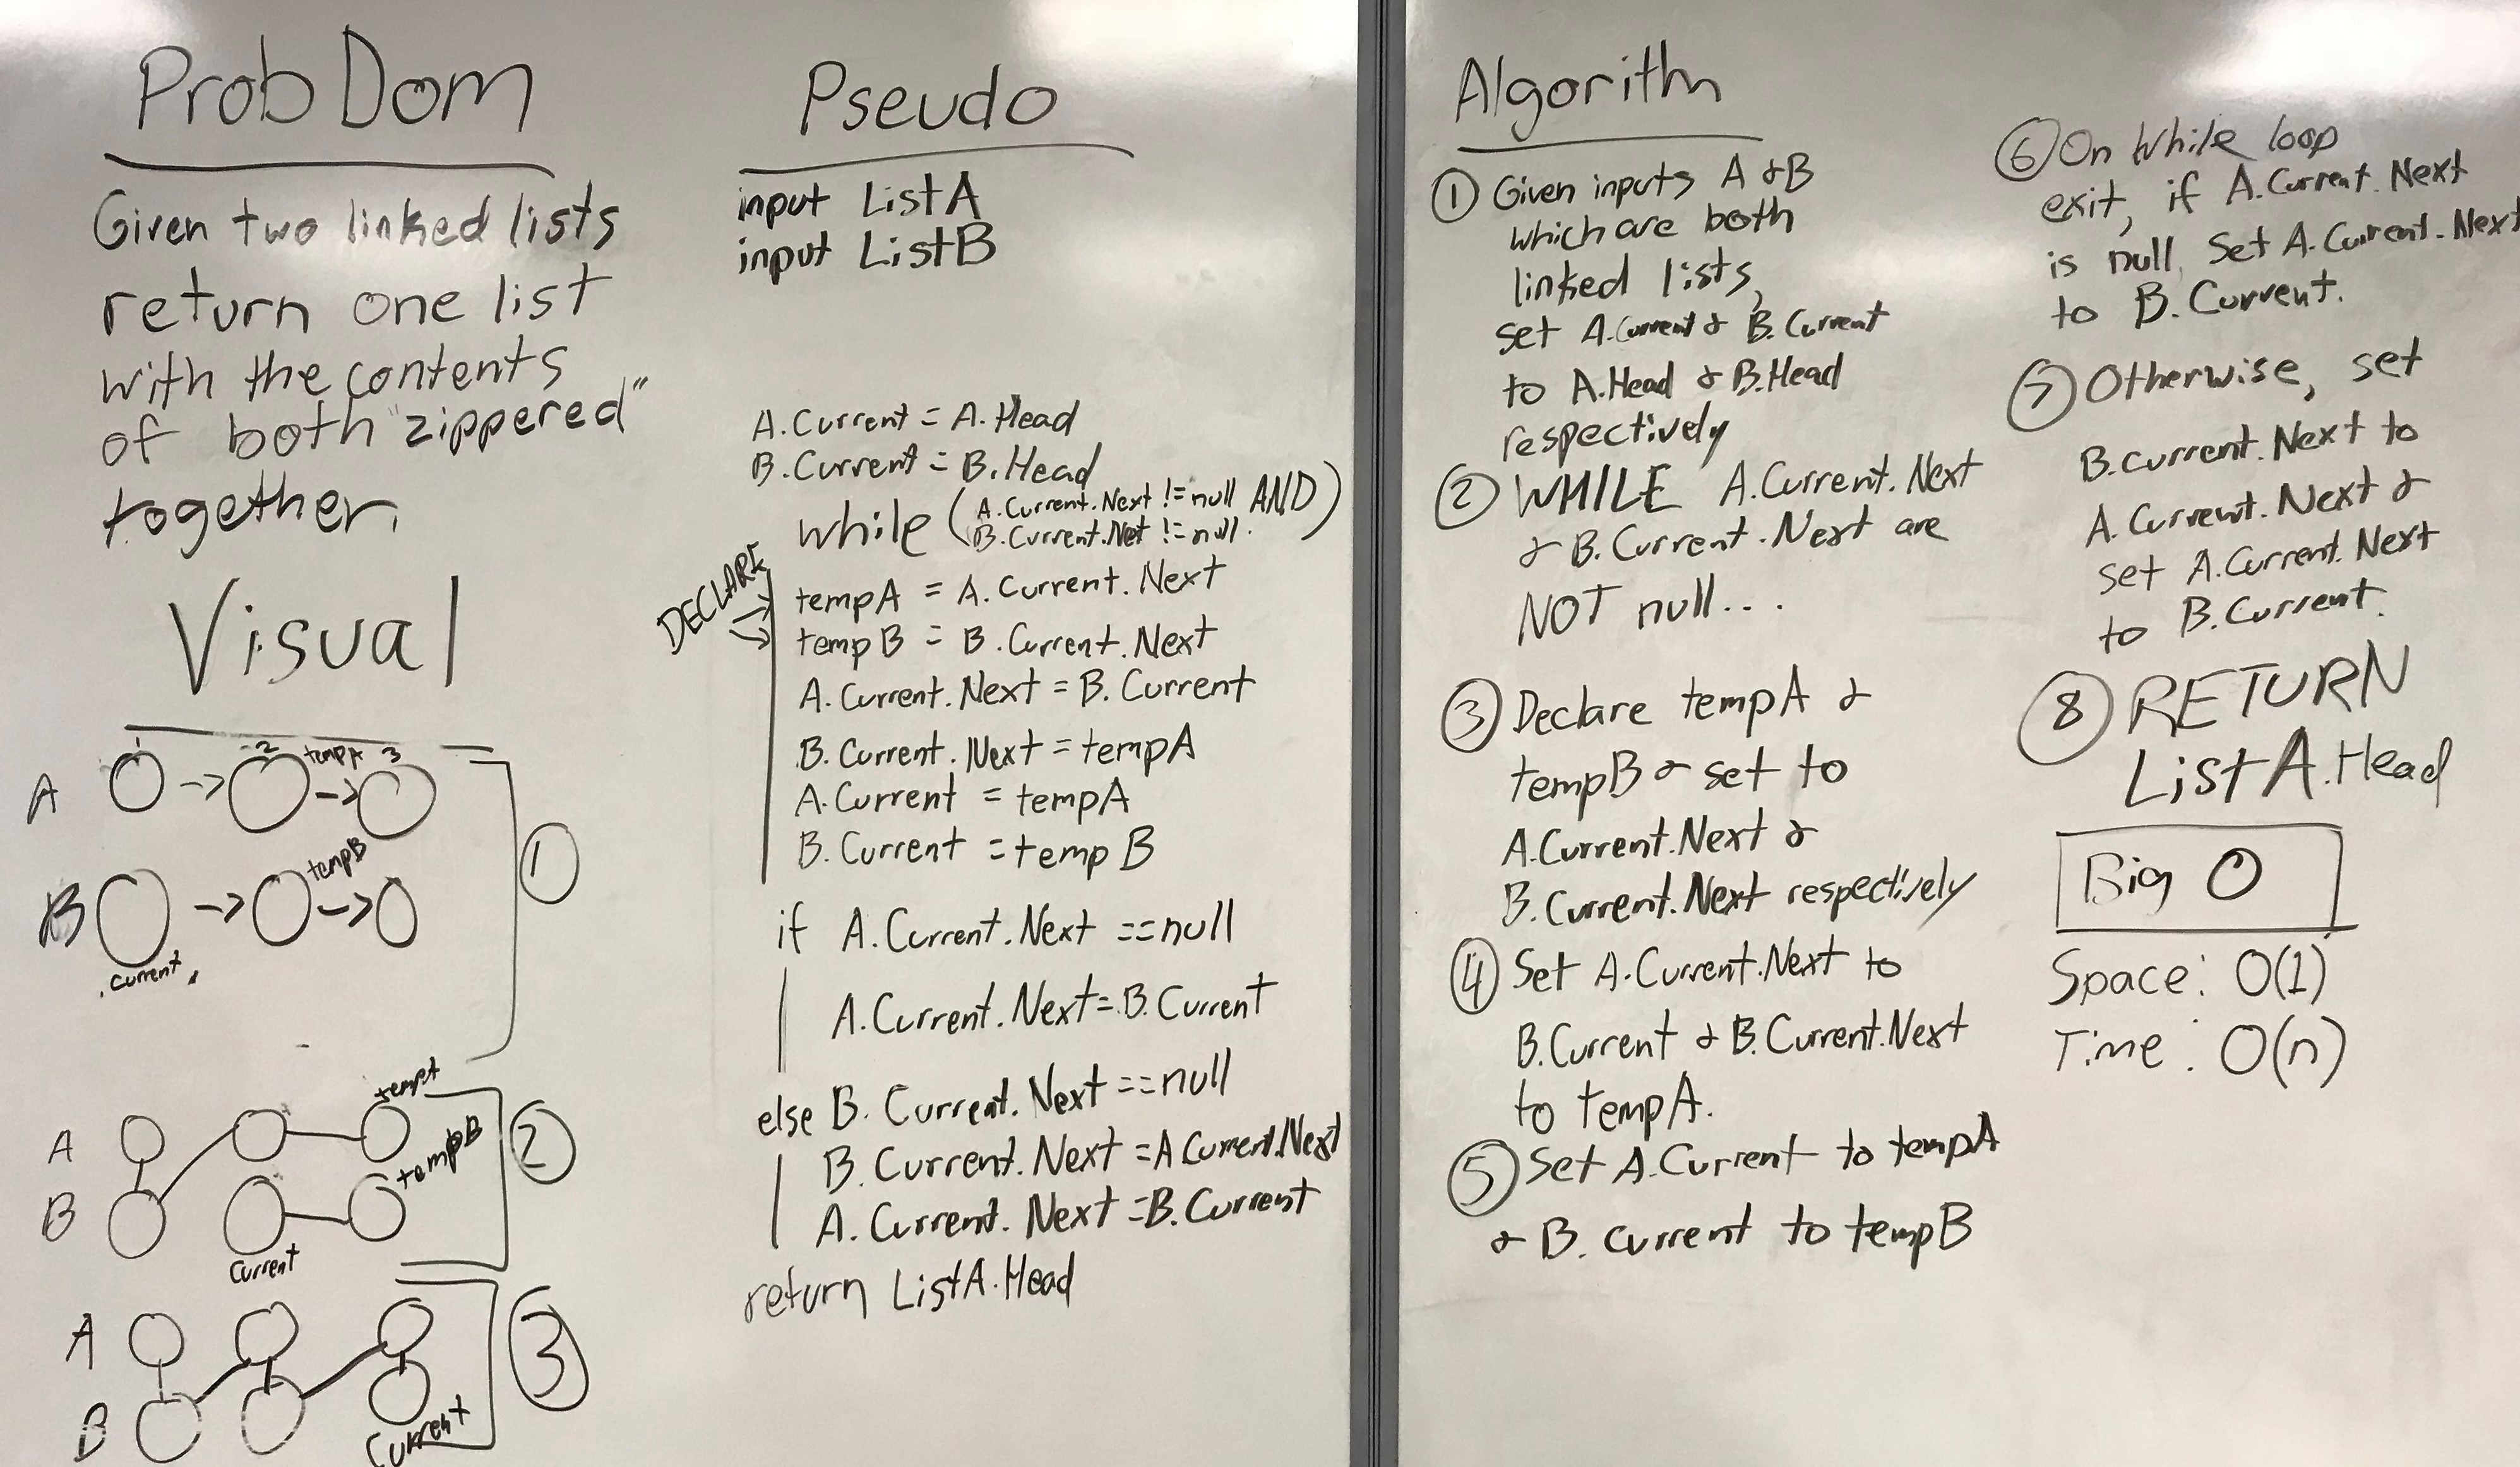 Prob Dom
Given two linked lists
return one list
with the contents
of both "zippered"
together.
Visual
1 2 tempA 3
A
tempB
B
Current
1
tempA
A
tempB
B
Current
2
A
B
Current
3
Pseudo
input ListA
input ListB
A.Current = A.Head
B.Current = B.Head
while (A.Current.Next != null AND)
B.Current.Net != null.
DECLARE
tempA = A.Current.Next
tempB = B.Current.Next
A.Current.Next = B.Current
B.Current.Next = tempA
A.Current = tempA
B.Current = tempB
if A.Current.Next == null
A.Current.Next = B.Current
else B.Current.Next == null
B.Current.Next = A.Current.Next
A.Current.Next = B.Current
return ListA.Head
Algorithm
① Given inputs A & B
which are both
linked lists,
set A.Current & B.Current
to A.Head & B.Head
respectively
② WHILE A.Current.Next
& B.Current.Next are
NOT null...
③ Declare tempA &
tempB & set to
A.Current.Next &
B.Current.Next respectively
④ Set A.Current.Next to
B.Current & B.Current.Next
to tempA.
⑤ Set A.Current to tempA
& B.Current to tempB
⑥ On While loop
exit, if A.Current.Next
is null, Set A.Current.Next
to B.Current.
⑦ Otherwise, set
B.current.Next to
A.Current.Next &
set A.Current.Next
to B.Current.
⑧ RETURN
ListA.Head
Big O
Space: O(1)
Time: O(n)